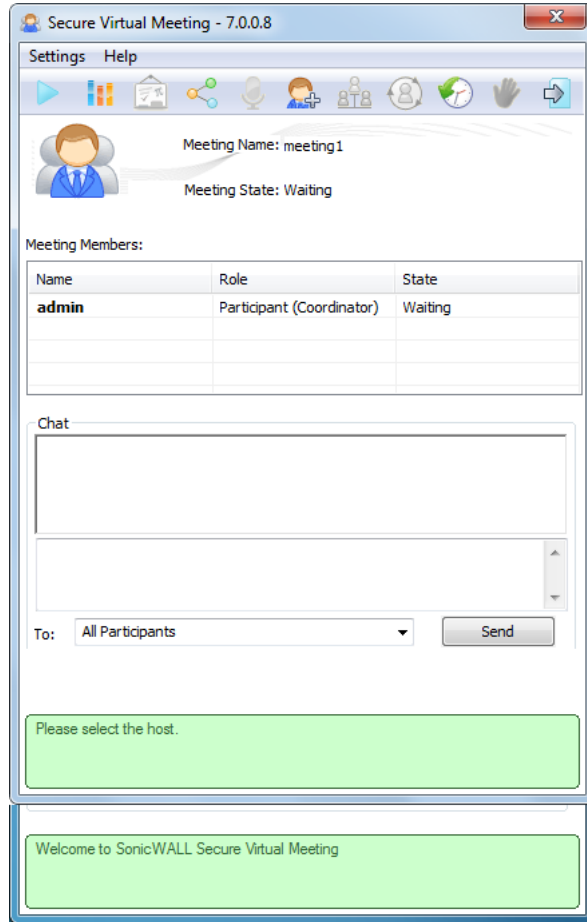 Secure Virtual Meeting - 7.0.0.8
Settings Help
Meeting Name: meeting1
Meeting State: Waiting
Meeting Members:
Name Role State
admin Participant (Coordinator) Waiting
Chat
To: All Participants Send
Please select the host.
Welcome to SonicWALL Secure Virtual Meeting